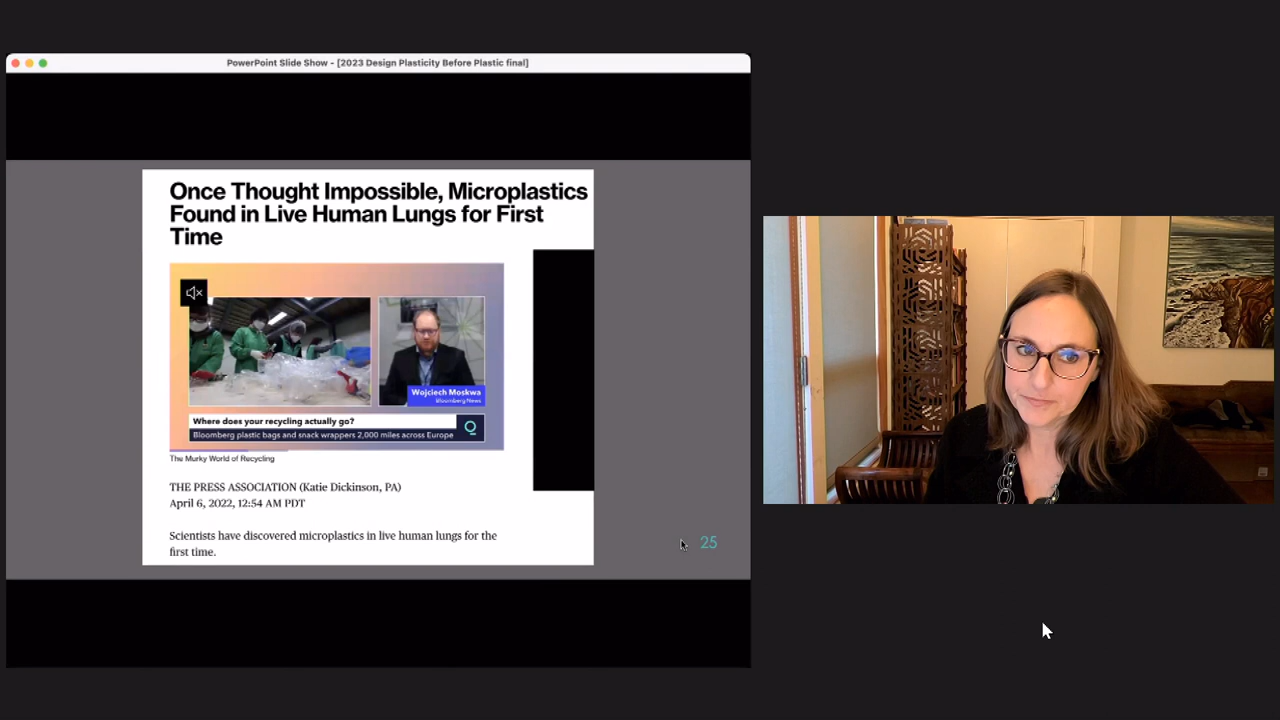 PowerPoint Slide Show - [2023 Design Plasticity Before Plastic final]
Once Thought Impossible, Microplastics
Found in Live Human Lungs for First
Time
Wojciech Moskwa
Bloomberg News
Where does your recycling actually go?
Bloomberg plastic bags and snack wrappers 2,000 miles across Europe
The Murky World of Recycling
THE PRESS ASSOCIATION (Katie Dickinson, PA)
April 6, 2022, 12:54 AM PDT
Scientists have discovered microplastics in live human lungs for the
first time.
25